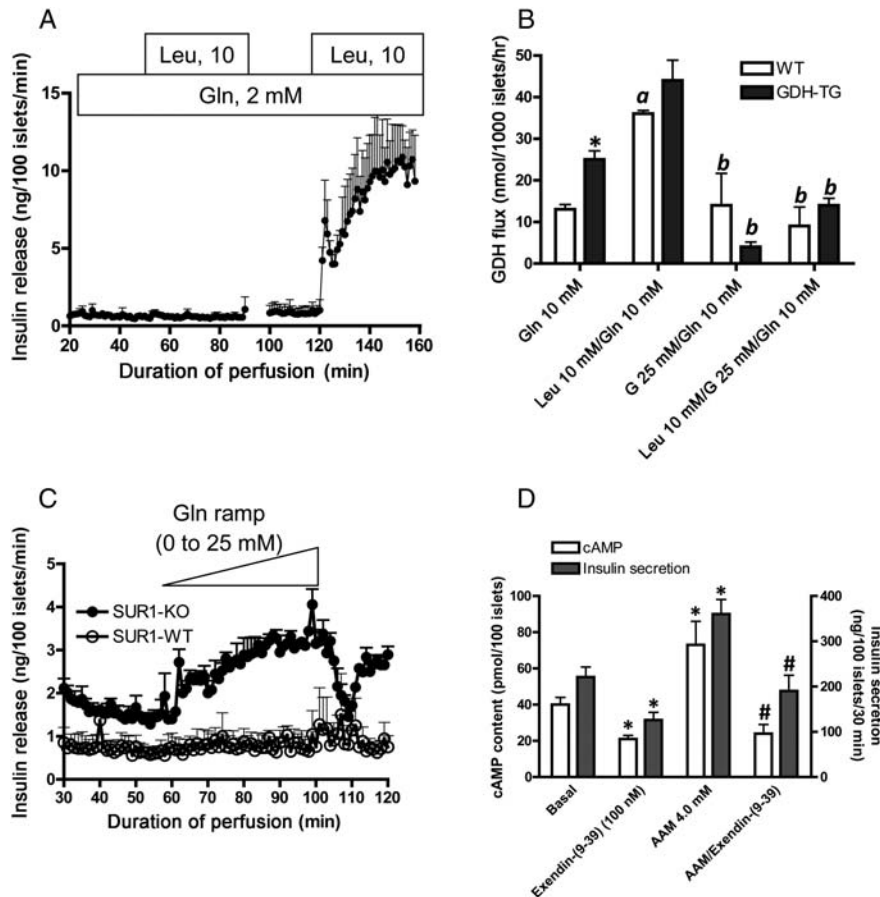 A
Leu, 10
Leu, 10
Gln, 2 mM
Insulin release (ng/100 islets/min)
15
10
5
0
20 40 60 80 100 120 140 160
Duration of perfusion (min)
B
GDH flux (nmol/1000 islets/hr)
50
40
30
20
10
0
WT
GDH-TG
*
a
b
b
b
b
Gln 10 mM
Leu 10 mM/Gln 10 mM
G 25 mM/Gln 10 mM
Leu 10 mM/G 25 mM/Gln 10 mM
C
Gln ramp
(0 to 25 mM)
Insulin release (ng/100 islets/min)
5
4
3
2
1
0
SUR1-KO
SUR1-WT
30 40 50 60 70 80 90 100 110 120
Duration of perfusion (min)
D
cAMP
Insulin secretion
cAMP content (pmol/100 islets)
100
80
60
40
20
0
* *
* *
# #
400
300
200
100
0
Insulin secretion
(ng/100 islets/30 min)
Basal
Exendin-(9-39) (100 nM)
AAM 4.0 mM
AAM/Exendin-(9-39)